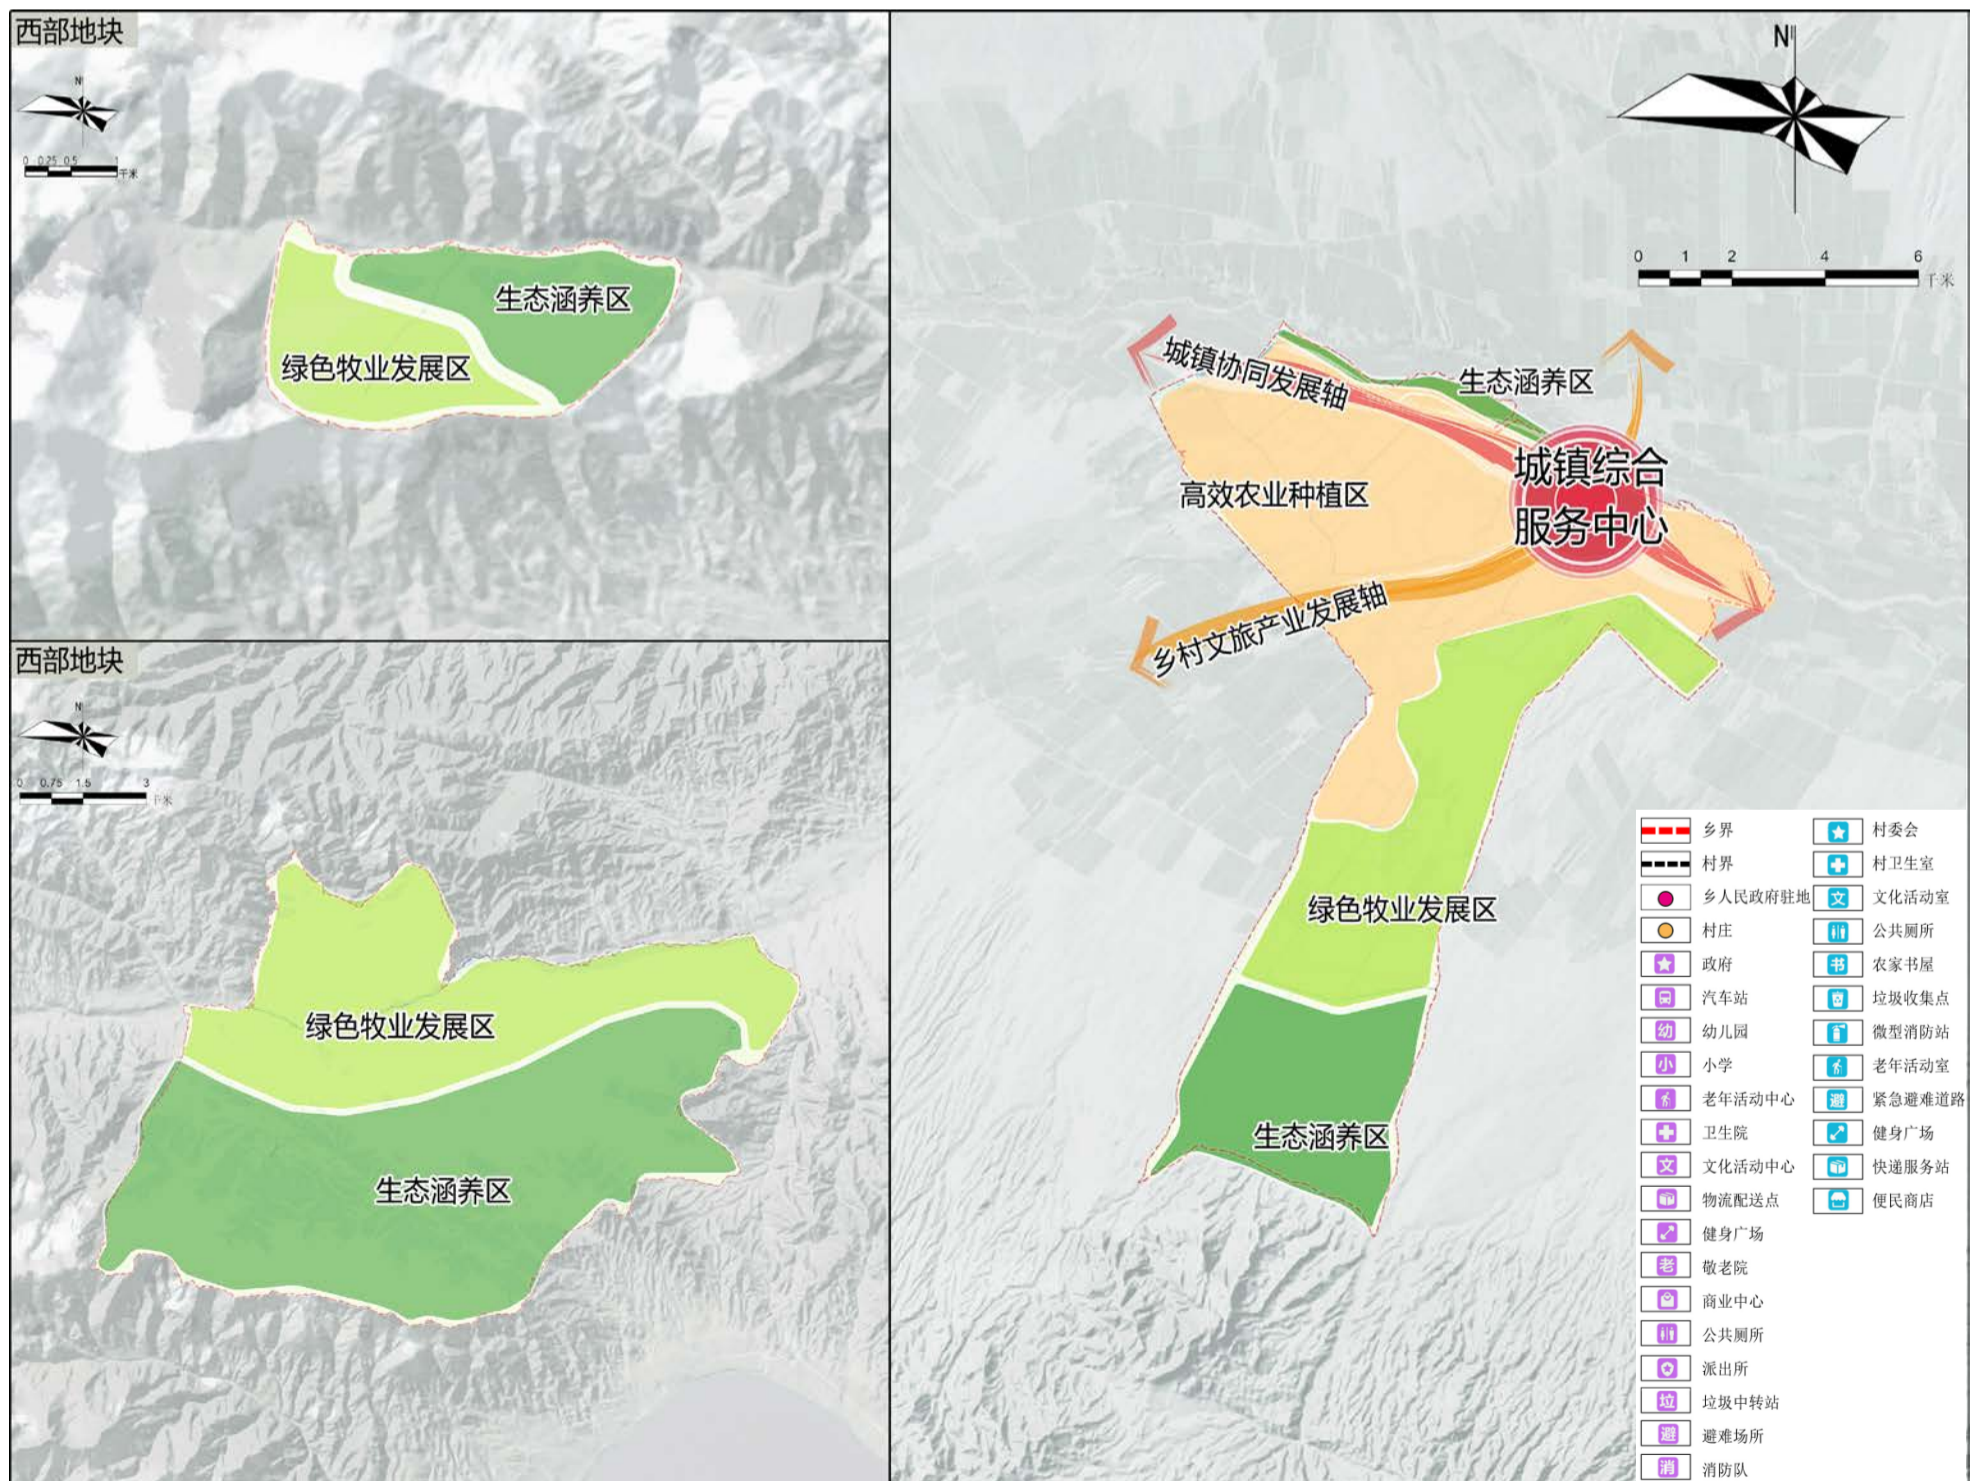 西部地块
N
0 0.25 0.5 1
千米
生态涵养区
绿色牧业发展区
西部地块
N
0 0.75 1.5 3
千米
绿色牧业发展区
生态涵养区
N
0 1 2 4 6
千米
城镇协同发展轴
生态涵养区
城镇综合
服务中心
高效农业种植区
乡村文旅产业发展轴
绿色牧业发展区
生态涵养区
乡界
村界
乡人民政府驻地
村庄
政府
汽车站
幼 幼儿园
小 小学
老年活动中心
卫生院
文 文化活动中心
物流配送点
健身广场
老 敬老院
商业中心
公共厕所
派出所
垃 垃圾中转站
避 避难场所
消 消防队
村委会
村卫生室
文 文化活动室
公共厕所
书 农家书屋
垃圾收集点
微型消防站
老年活动室
避 紧急避难道路
健身广场
快递服务站
便民商店